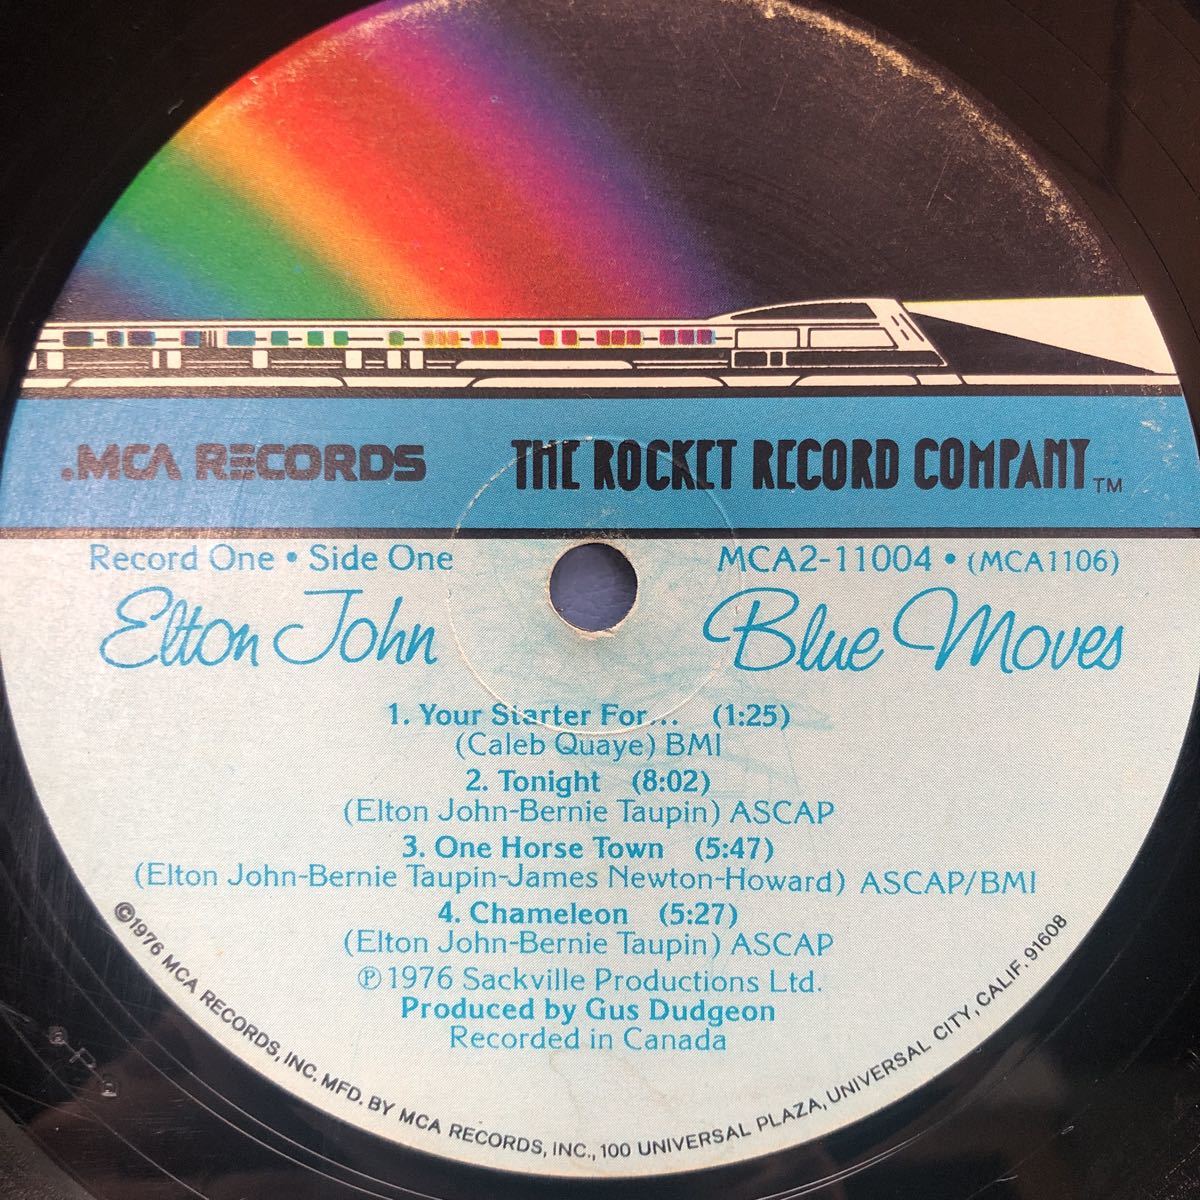 .MCA RECORDS THE ROCKET RECORD COMPANY TM
Record One • Side One MCA2-11004 • (MCA1106)
Elton John Blue Moves
1. Your Starter For... (1:25)
(Caleb Quaye) BMI
2. Tonight (8:02)
(Elton John-Bernie Taupin) ASCAP
3. One Horse Town (5:47)
(Elton John-Bernie Taupin-James Newton-Howard) ASCAP/BMI
4. Chameleon (5:27)
(Elton John-Bernie Taupin) ASCAP
℗1976 Sackville Productions Ltd.
Produced by Gus Dudgeon
Recorded in Canada
©1976 MCA RECORDS, INC. MFD. BY MCA RECORDS, INC., 100 UNIVERSAL PLAZA, UNIVERSAL CITY, CALIF. 91608